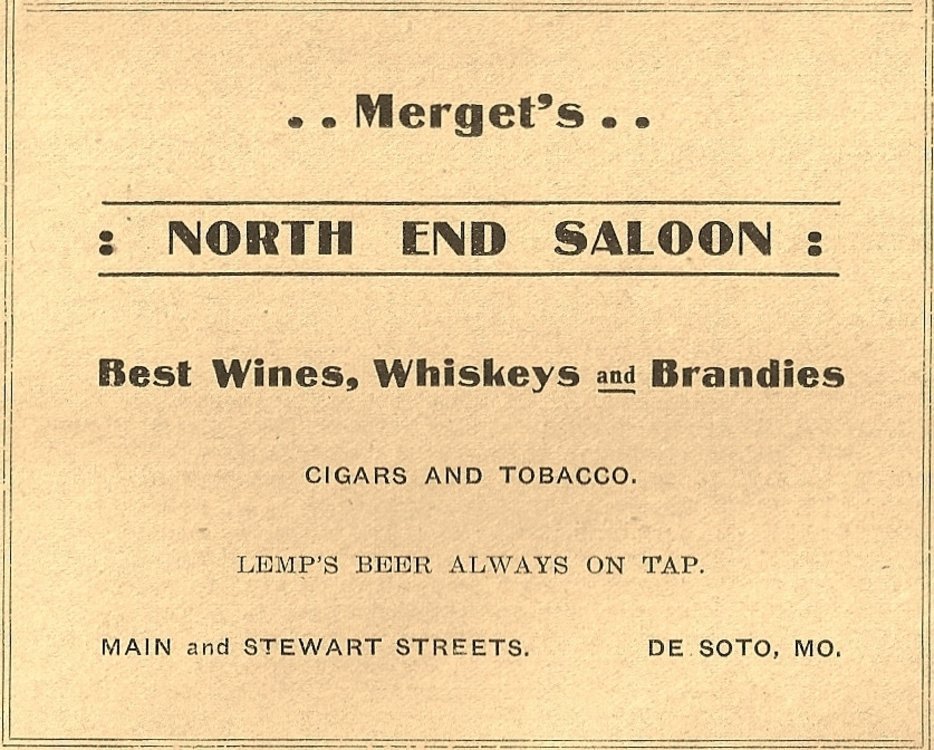 . . Merget's . .
: NORTH END SALOON :
Best Wines, Whiskeys and Brandies
CIGARS AND TOBACCO.
LEMP'S BEER ALWAYS ON TAP.
MAIN and STEWART STREETS. DE SOTO, MO.